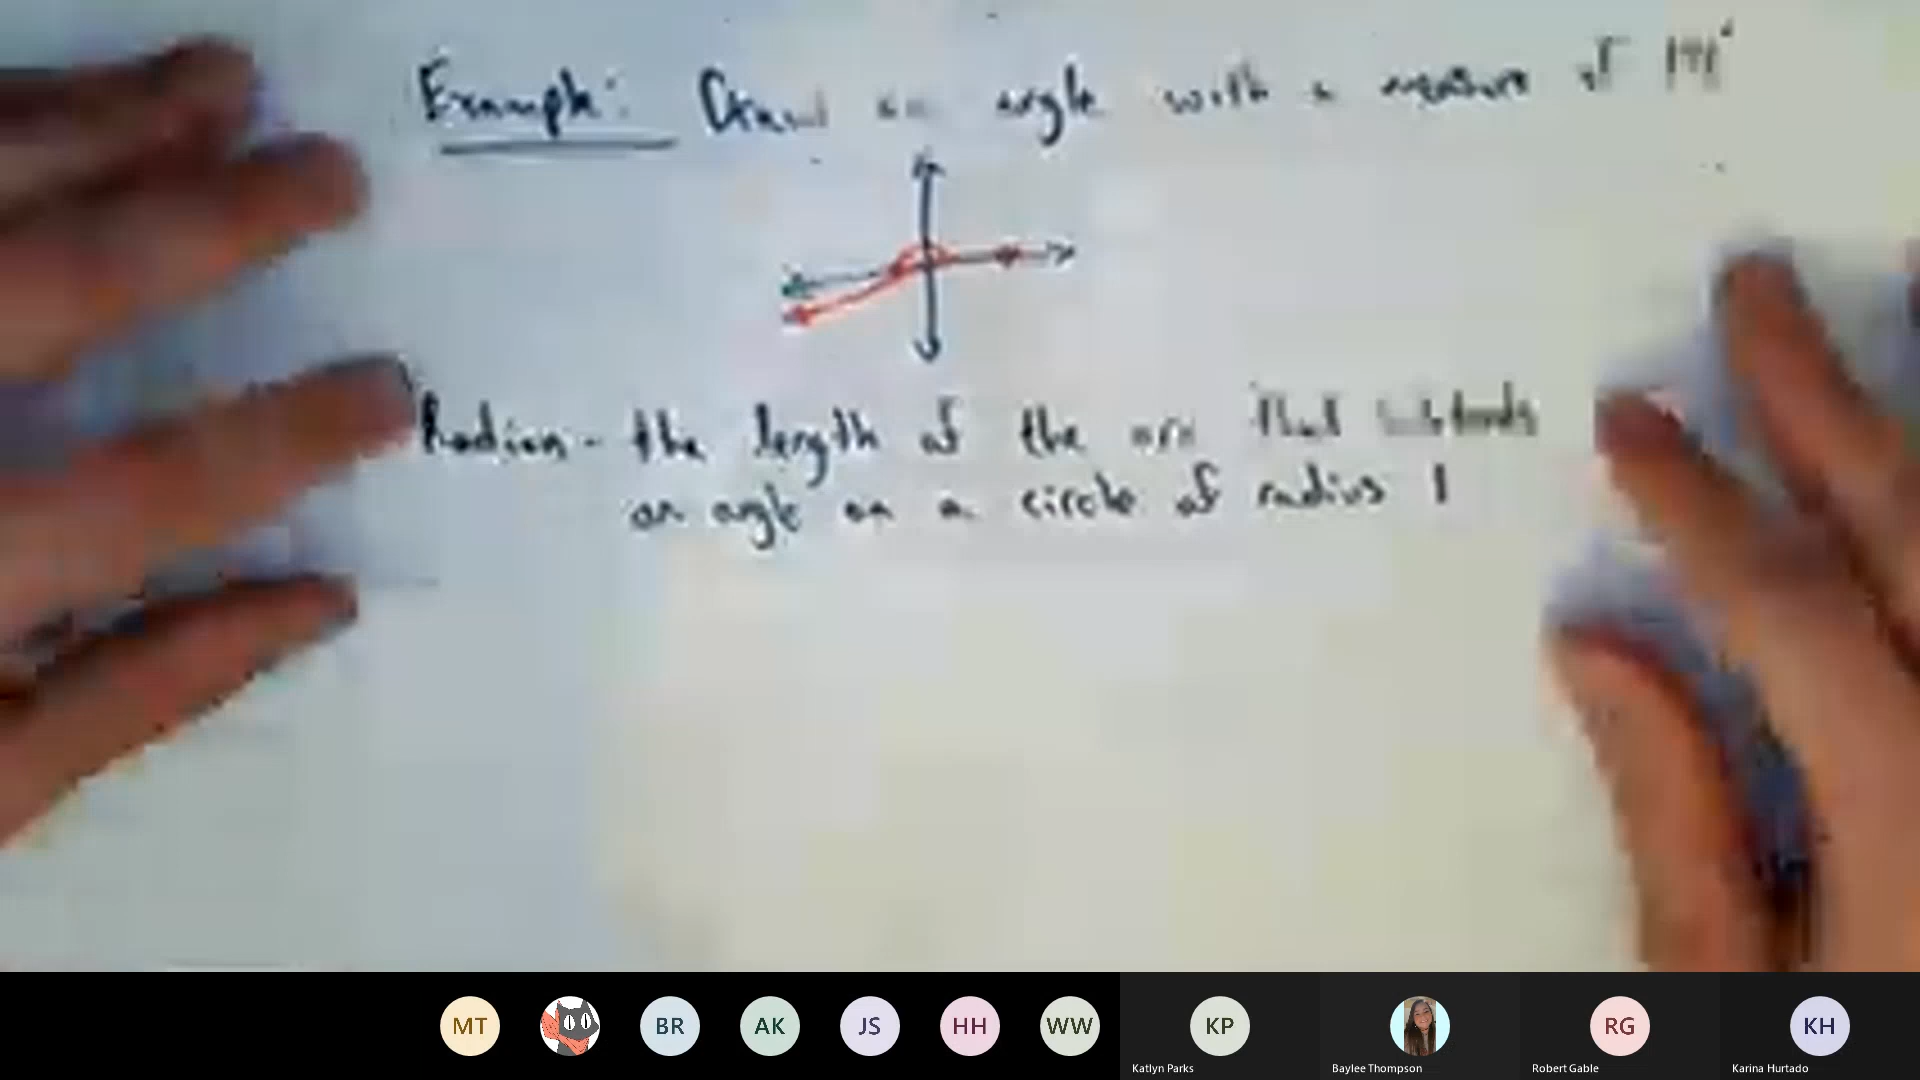 Example: Draw an angle with a measure of 191°
Radian - the length of the arc that subtends
an angle on a circle of radius 1
MT
BR
AK
JS
HH
WW
KP
RG
KH
Katlyn Parks
Baylee Thompson
Robert Gable
Karina Hurtado